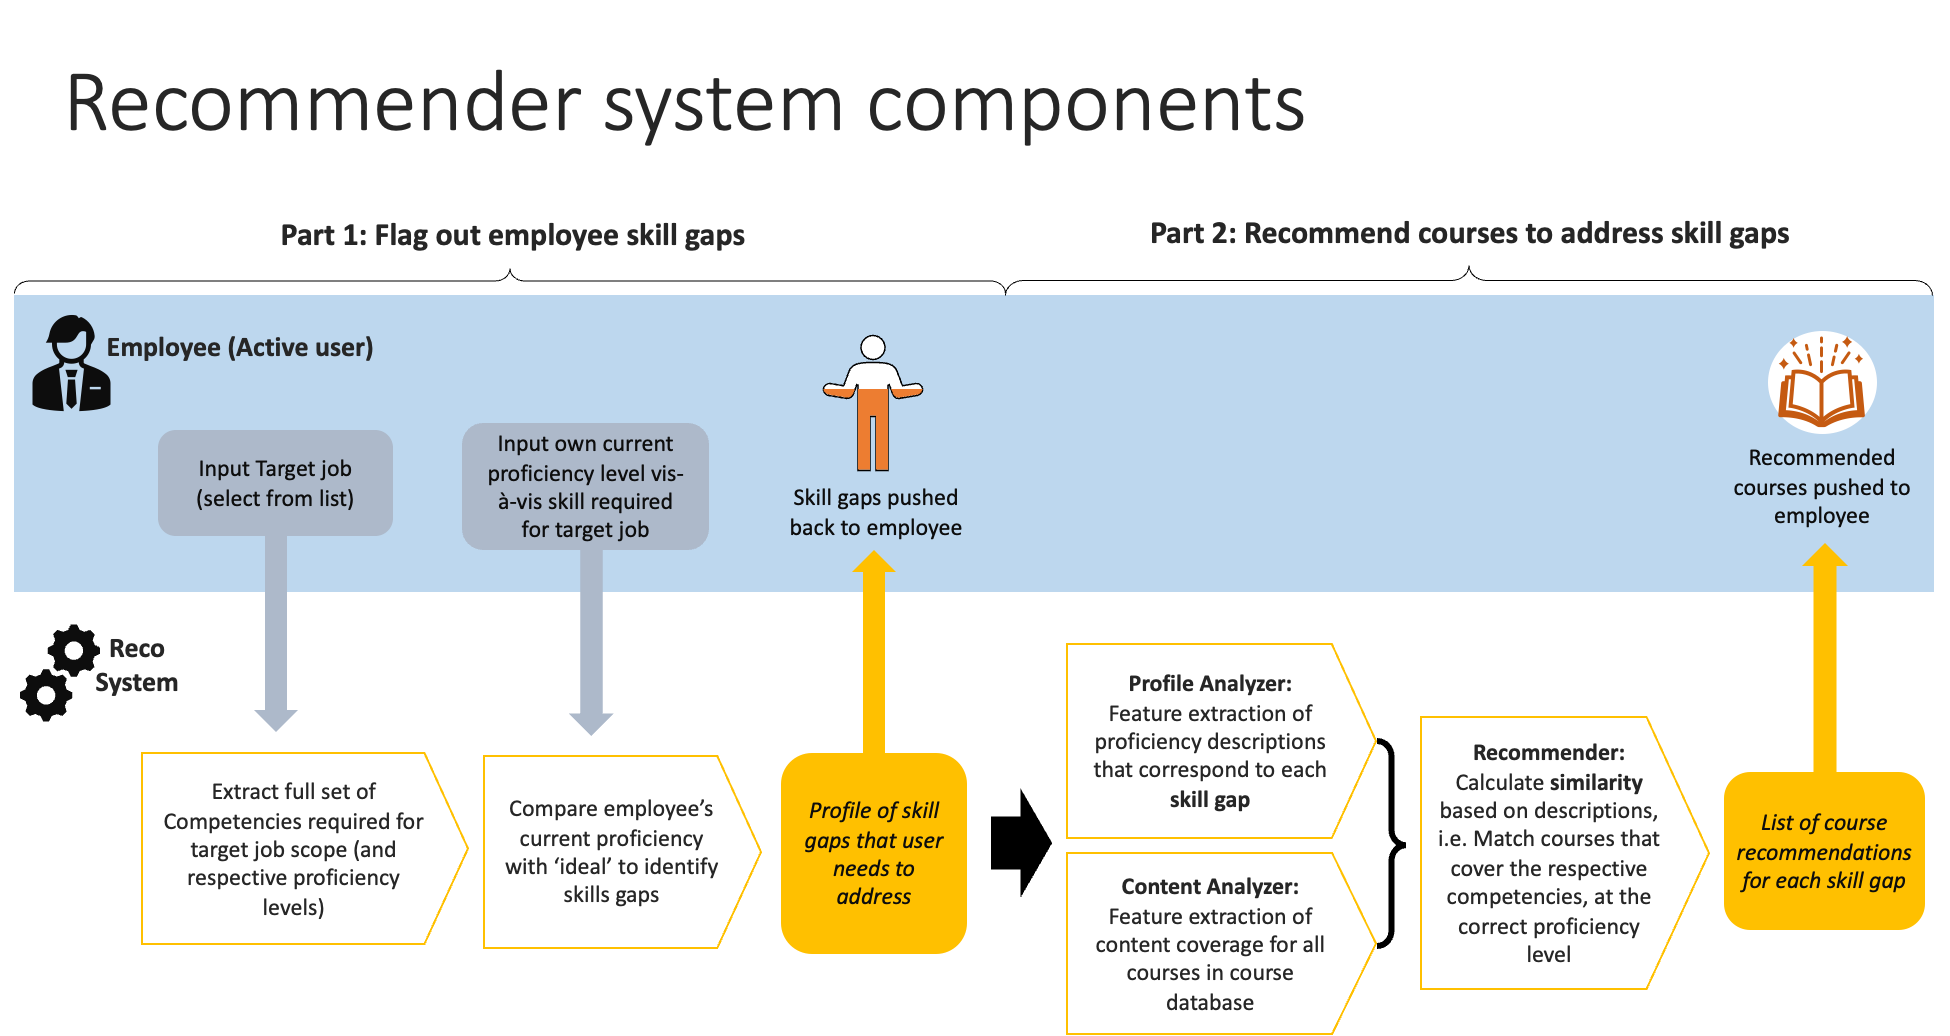 Recommender system components
Part 1: Flag out employee skill gaps
Part 2: Recommend courses to address skill gaps
Employee (Active user)
Input Target job
(select from list)
Input own current
proficiency level vis-
à-vis skill required
for target job
Skill gaps pushed
back to employee
Recommended
courses pushed to
employee
Reco
System
Extract full set of
Competencies required for
target job scope (and
respective proficiency
levels)
Compare employee’s
current proficiency
with ‘ideal’ to identify
skills gaps
Profile of skill
gaps that user
needs to
address
Profile Analyzer:
Feature extraction of
proficiency descriptions
that correspond to each
skill gap
Content Analyzer:
Feature extraction of
content coverage for all
courses in course
database
Recommender:
Calculate similarity
based on descriptions,
i.e. Match courses that
cover the respective
competencies, at the
correct proficiency
level
List of course
recommendations
for each skill gap